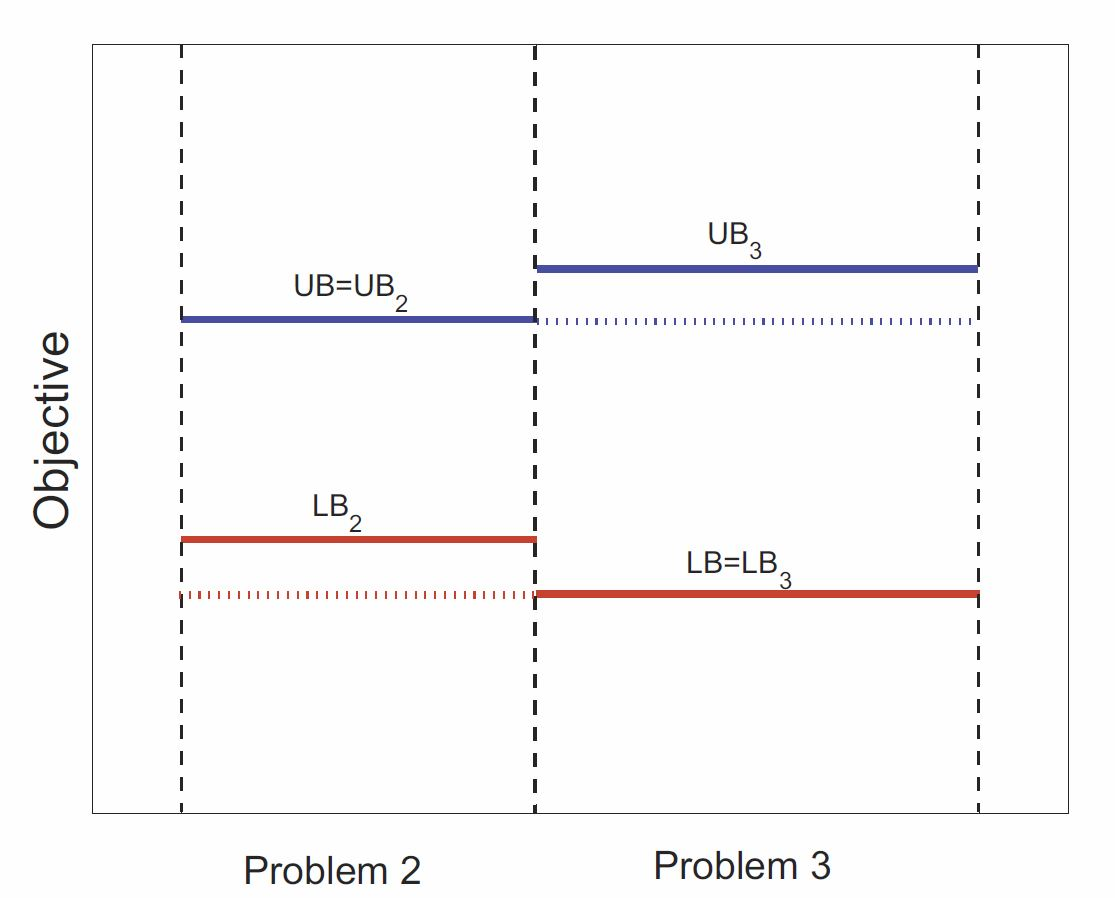 UB₃
UB=UB₂
Objective
LB₂
LB=LB₃
Problem 2
Problem 3